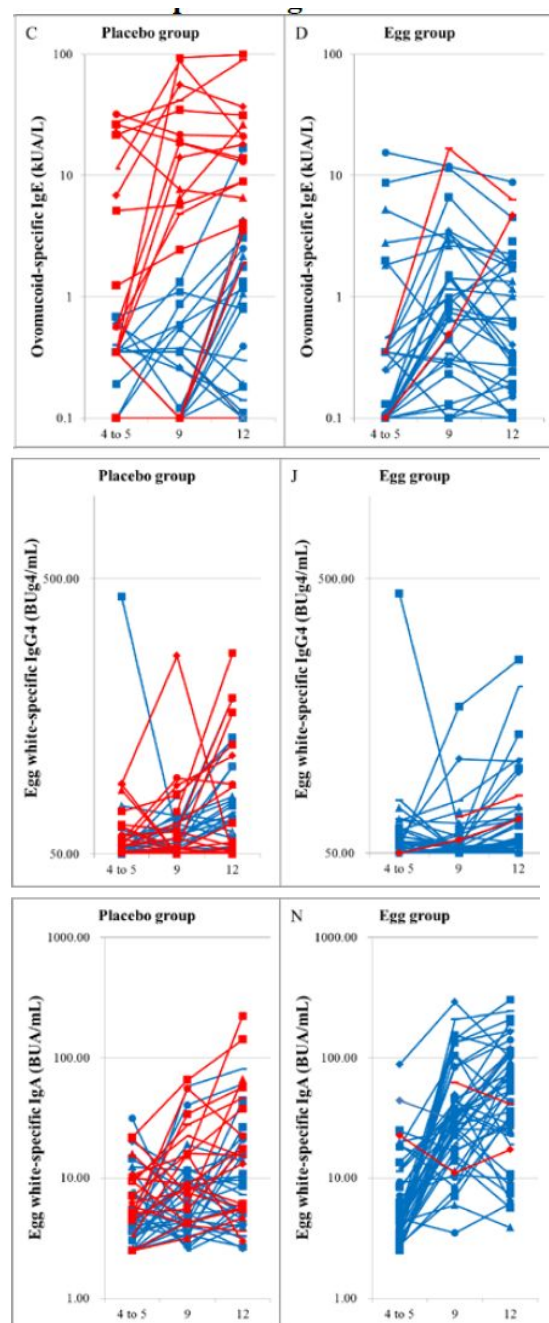 C
Placebo group
D
Egg group
Ovomucoid-specific IgE (kUA/L)
100
10
1
0.1
4 to 5
9
12
100
10
1
0.1
4 to 5
9
12
Placebo group
J
Egg group
Egg white-specific IgG4 (BUg4/mL)
500.00
50.00
4 to 5
9
12
Egg white-specific IgG4 (BUg4/mL)
500.00
50.00
4 to 5
9
12
Placebo group
N
Egg group
Egg white-specific IgA (BUA/mL)
1000.00
100.00
10.00
1.00
4 to 5
9
12
Egg white-specific IgA (BUA/mL)
1000.00
100.00
10.00
1.00
4 to 5
9
12